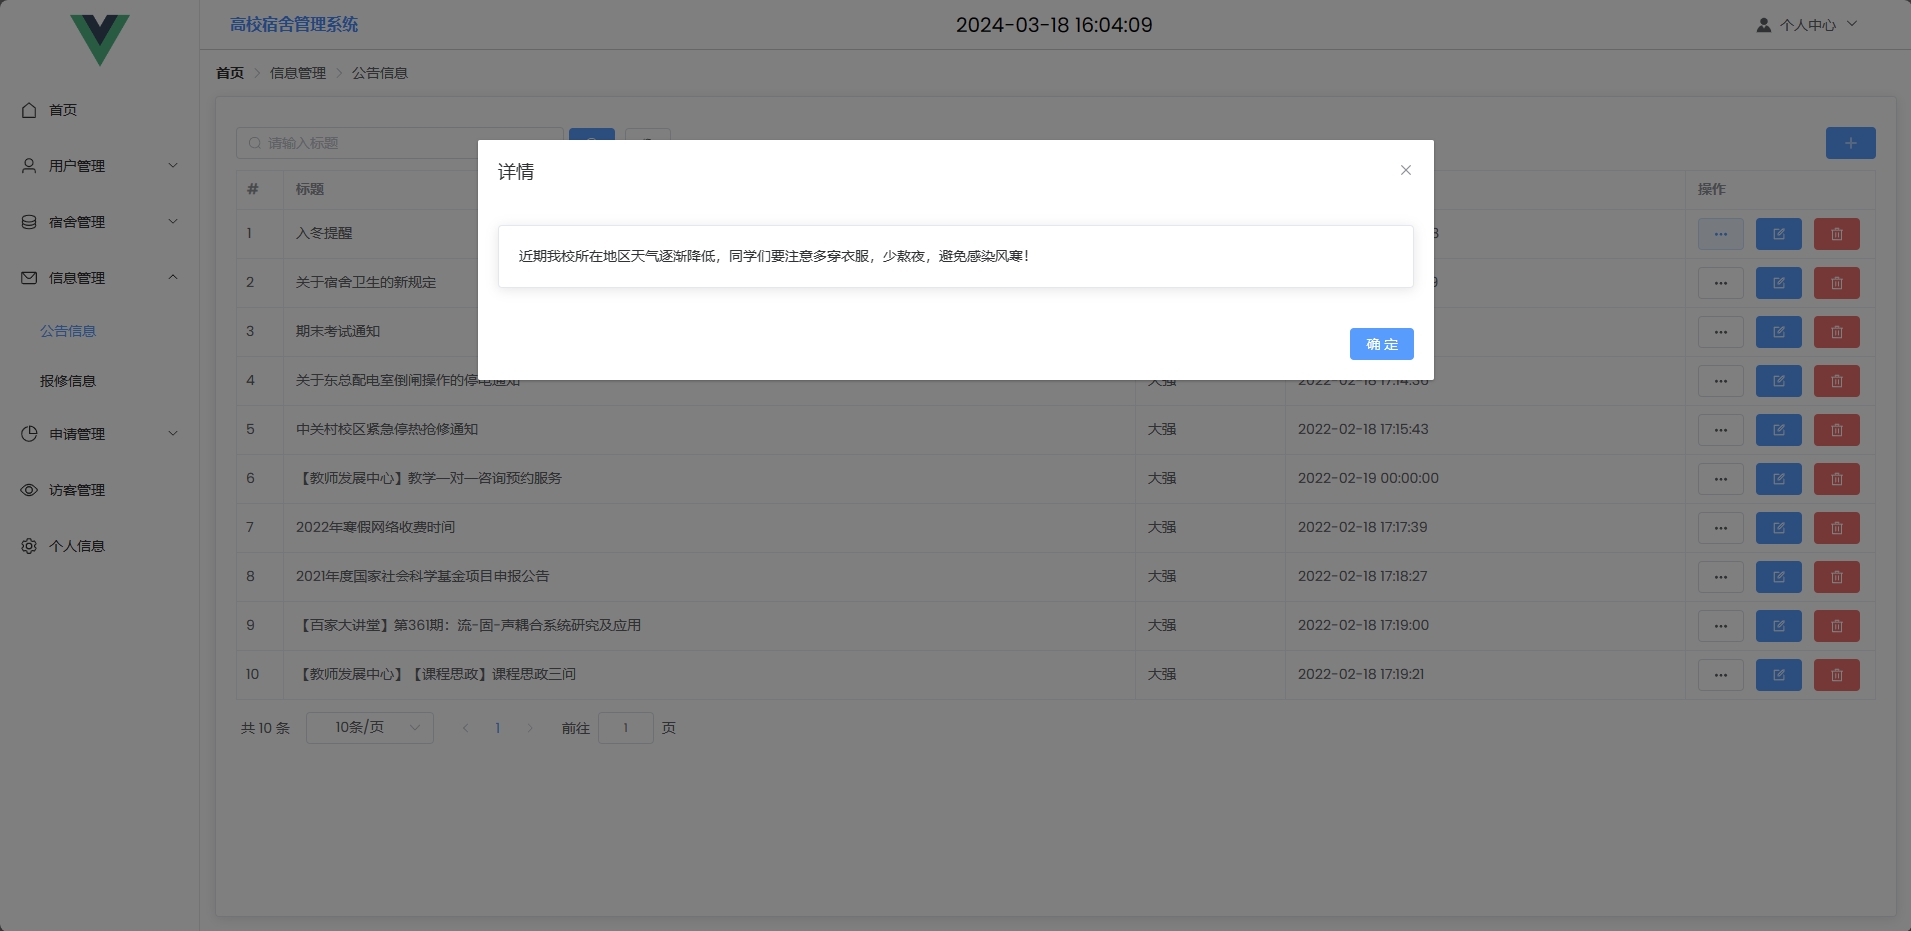 高校宿舍管理系统
2024-03-18 16:04:09
个人中心
首页
用户管理
宿舍管理
信息管理
公告信息
报修信息
申请管理
访客管理
个人信息
首页 > 信息管理 > 公告信息
请输入标题
# 标题 操作
详情
近期我校所在地区天气逐渐降低，同学们要注意多穿衣服，少熬夜，避免感染风寒！
确 定
1 入冬提醒
2 关于宿舍卫生的新规定
3 期末考试通知
4 关于东总配电室倒闸操作的停电通知 大强 2022-02-18 17:14:36
5 中关村校区紧急停热抢修通知 大强 2022-02-18 17:15:43
6 【教师发展中心】教学一对一咨询预约服务 大强 2022-02-19 00:00:00
7 2022年寒假网络收费时间 大强 2022-02-18 17:17:39
8 2021年度国家社会科学基金项目申报公告 大强 2022-02-18 17:18:27
9 【百家大讲堂】第361期：流-固-声耦合系统研究及应用 大强 2022-02-18 17:19:00
10 【教师发展中心】【课程思政】课程思政三问 大强 2022-02-18 17:19:21
共 10 条 10条/页 1 前往 1 页